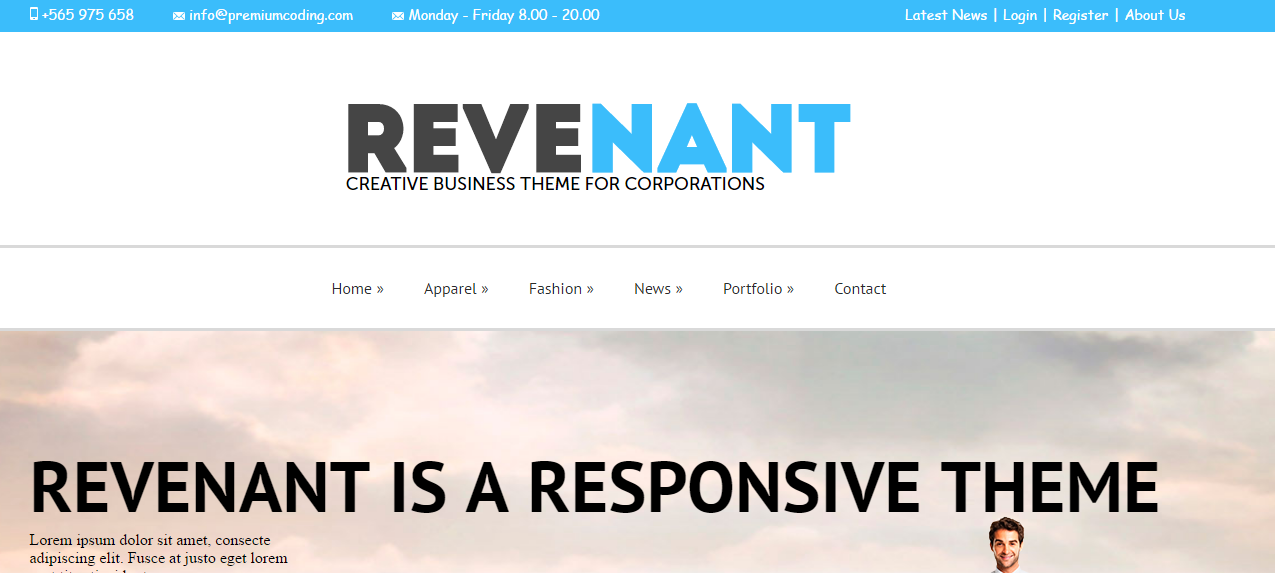 +565 975 658 info@premiumcoding.com Monday - Friday 8.00 - 20.00 Latest News | Login | Register | About Us
REVENANT
CREATIVE BUSINESS THEME FOR CORPORATIONS
Home » Apparel » Fashion » News » Portfolio » Contact
REVENANT IS A RESPONSIVE THEME
Lorem ipsum dolor sit amet, consecte
adipiscing elit. Fusce at justo eget lorem